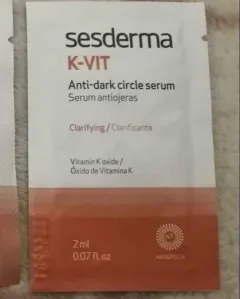 sesderma
K-VIT
Anti-dark circle serum
Serum antiojeras
Clarifying / Clarificante
Vitamin K oxide /
Óxido de Vitamina K
2 ml
0.07 fl. oz